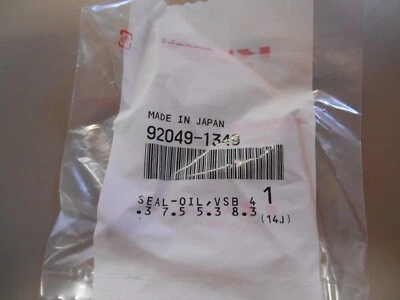 MADE IN JAPAN
92049-1349
SEAL-OIL,VSB 4 1
.3 7.5 5.3 8.3 (14J)